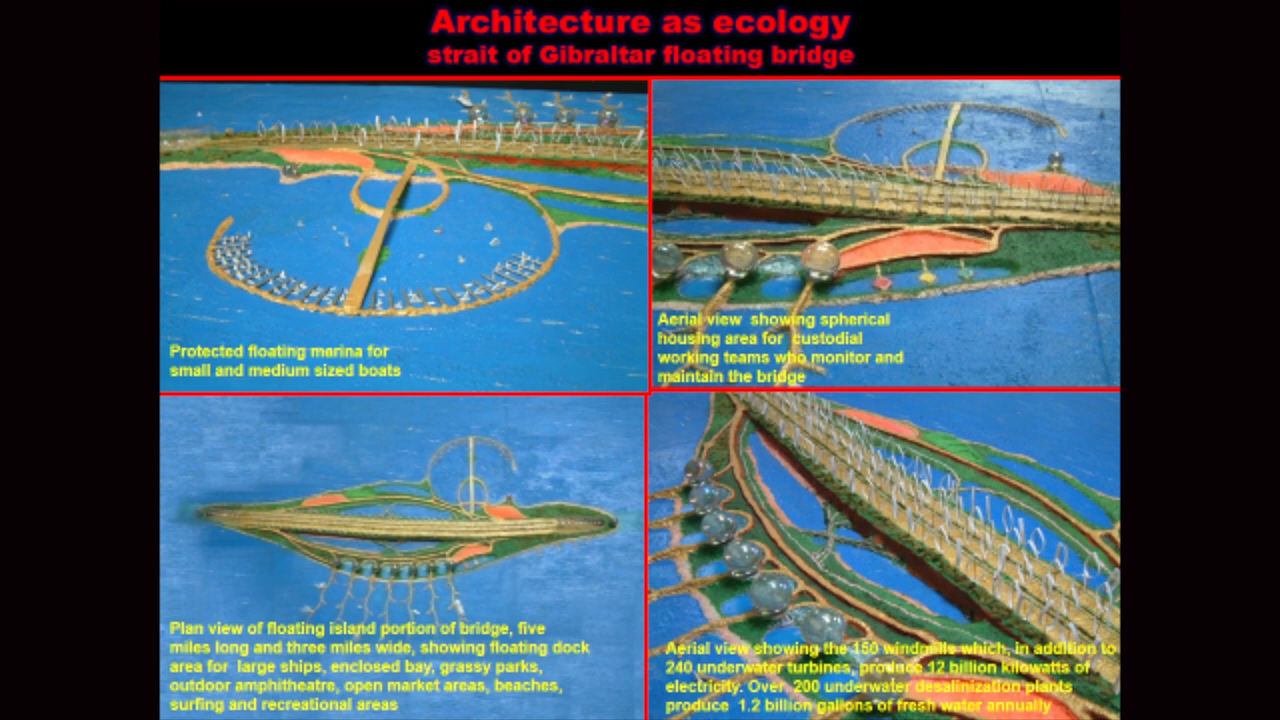 Architecture as ecology
strait of Gibraltar floating bridge
Protected floating marina for
small and medium sized boats
Aerial view showing spherical
housing area for custodial
working teams who monitor and
maintain the bridge
Plan view of floating island portion of bridge, five
miles long and three miles wide, showing floating dock
area for large ships, enclosed bay, grassy parks,
outdoor amphitheatre, open market areas, beaches,
surfing and recreational areas
Aerial view showing the 150 windmills which, in addition to
240 underwater turbines, produce 12 billion kilowatts of
electricity. Over 200 underwater desalinization plants
produce 1.2 billion gallons of fresh water annually